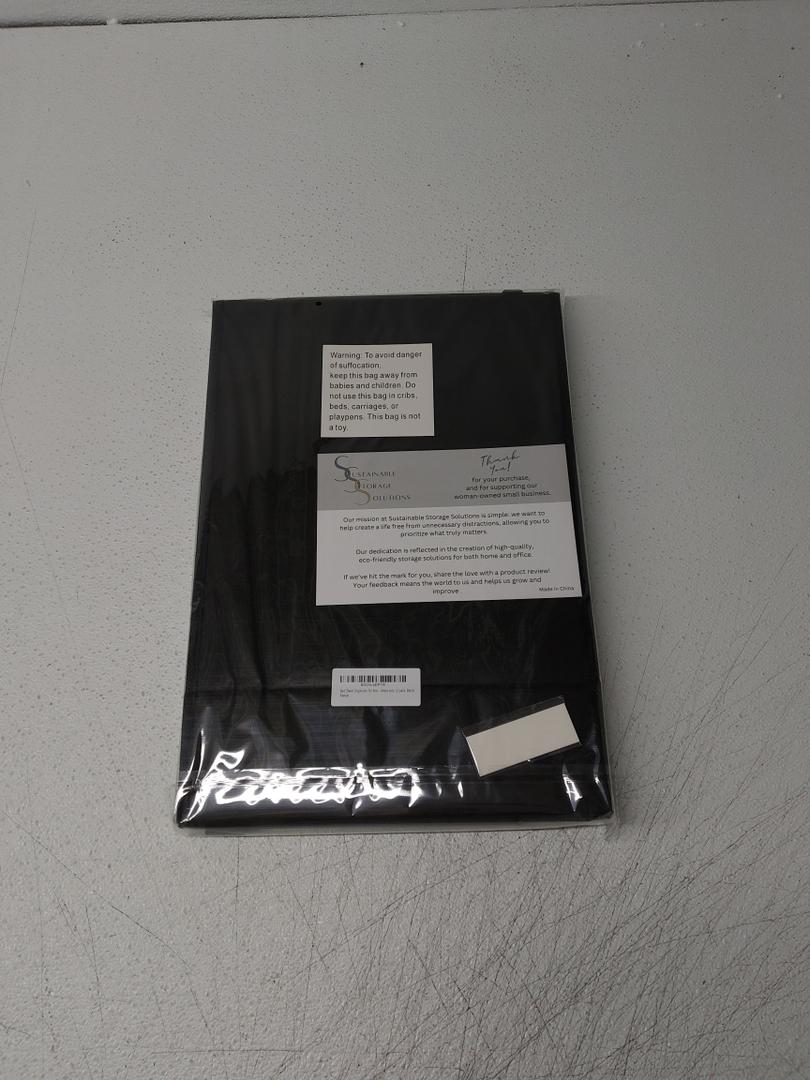 Warning: To avoid danger
of suffocation,
keep this bag away from
babies and children. Do
not use this bag in cribs,
beds, carriages, or
playpens. This bag is not
a toy.
SUSTAINABLE
STORAGE
SOLUTIONS
Thank
You!
for your purchase,
and for supporting our
woman-owned small business.
Our mission at Sustainable Storage Solutions is simple: we want to
help create a life free from unnecessary distractions, allowing you to
prioritize what truly matters.
Our dedication is reflected in the creation of high-quality,
eco-friendly storage solutions for both home and office.
If we've hit the mark for you, share the love with a product review!
Your feedback means the world to us and helps us grow and
improve
Made in China